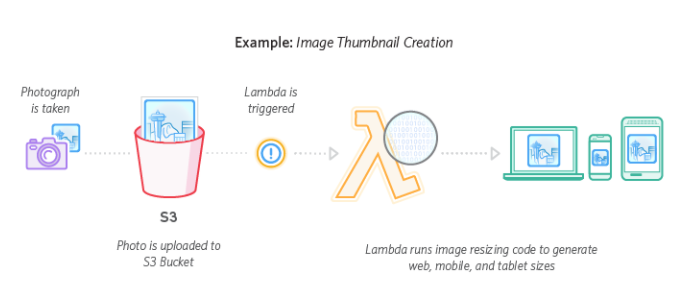 Example: Image Thumbnail Creation
Photograph
is taken
Lambda is
triggered
S3
Photo is uploaded to
S3 Bucket
Lambda runs image resizing code to generate
web, mobile, and tablet sizes